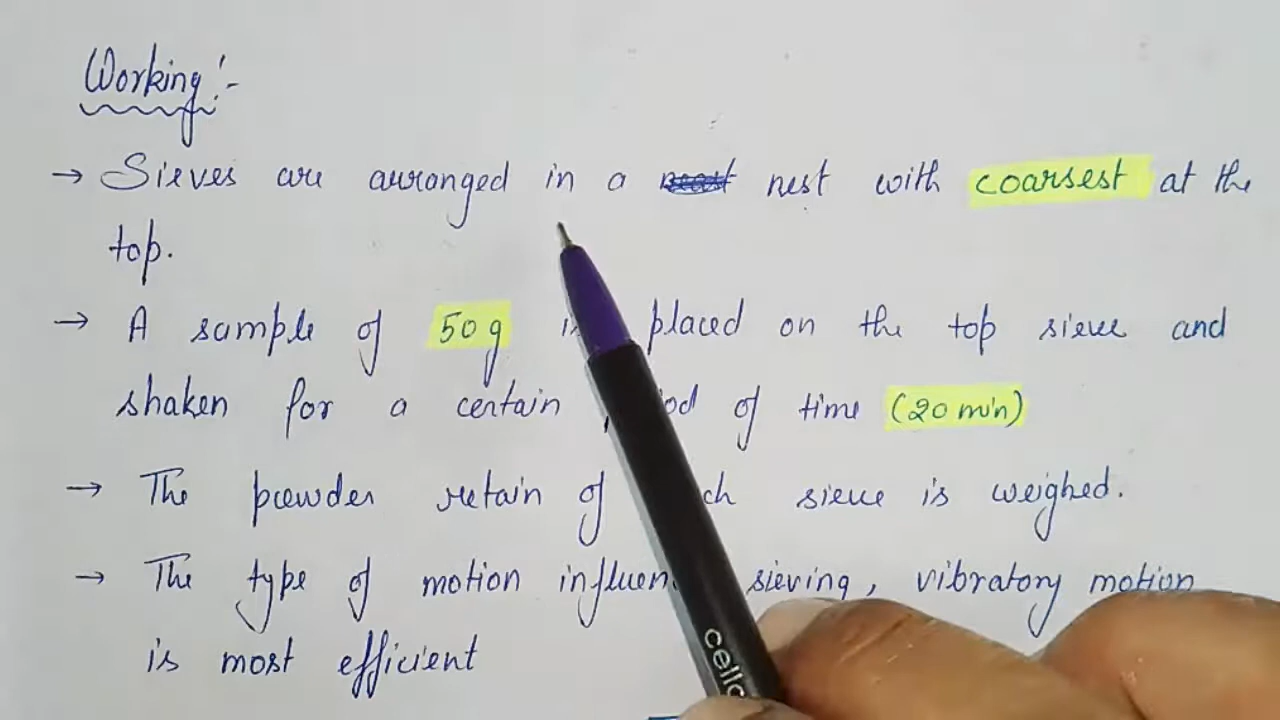 Working :-
→ Sieves are arranged in a nest with coarsest at the
top.
→ A sample of 50g placed on the top sieve and
shaken for a certain of time (20 min)
→ The powder retain of sieve is weighed.
→ The type of motion sieving, vibratory motion
is most efficient
cello